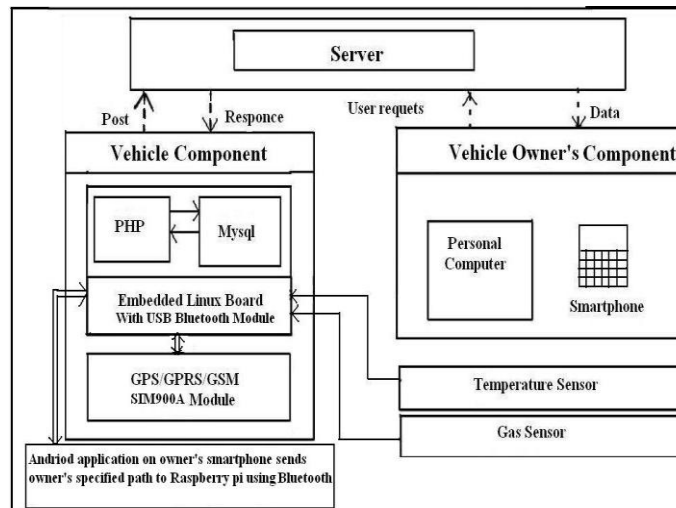 Server
Post
Responce
User requets
Data
Vehicle Component
Vehicle Owner's Component
PHP
Mysql
Personal
Computer
Smartphone
Embedded Linux Board
With USB Bluetooth Module
GPS/GPRS/GSM
SIM900A Module
Temperature Sensor
Gas Sensor
Andriod application on owner's smartphone sends
owner's specified path to Raspberry pi using Bluetooth